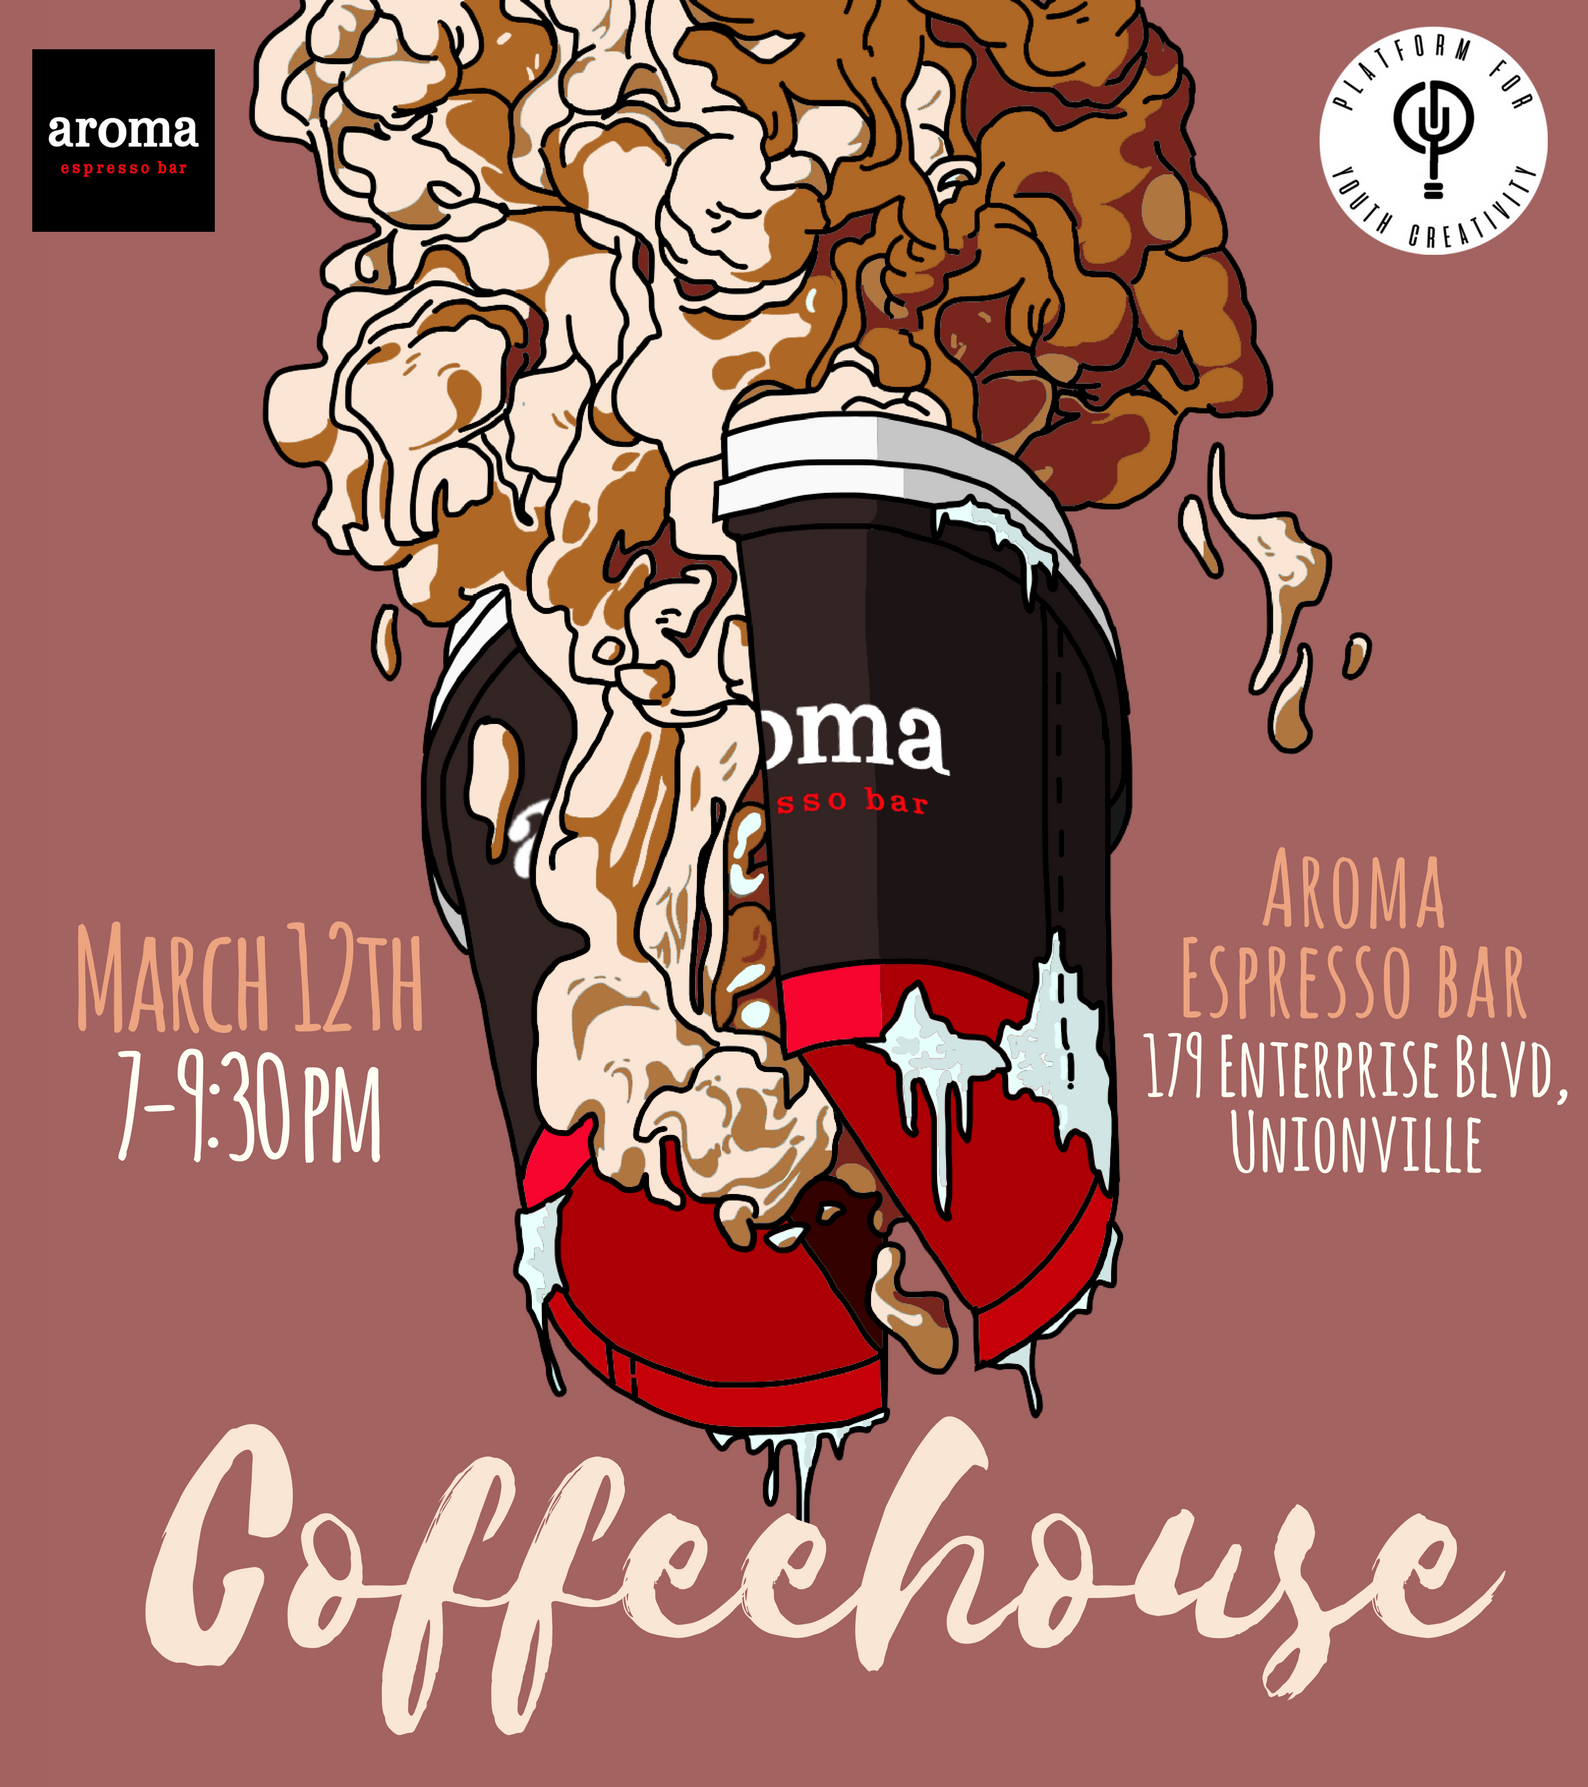 aroma
espresso bar
PLATFORM FOR
YOUTH CREATIVITY
a
oma
sso bar
MARCH 12TH
7-9:30 PM
AROMA
ESPRESSO BAR
179 ENTERPRISE BLVD,
UNIONVILLE
Coffeehouse